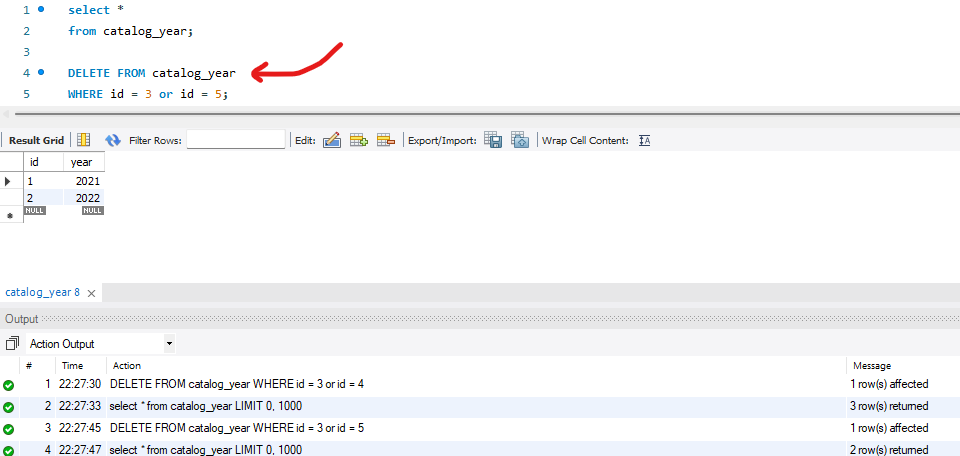 1 select *
2 from catalog_year;
3
4 DELETE FROM catalog_year
5 WHERE id = 3 or id = 5;
Result Grid Filter Rows: Edit: Export/Import: Wrap Cell Content: IA
id year
1 2021
2 2022
NULL NULL
catalog_year 8
Output
Action Output
# Time Action Message
1 22:27:30 DELETE FROM catalog_year WHERE id = 3 or id = 4 1 row(s) affected
2 22:27:33 select * from catalog_year LIMIT 0, 1000 3 row(s) returned
3 22:27:45 DELETE FROM catalog_year WHERE id = 3 or id = 5 1 row(s) affected
4 22:27:47 select * from catalog_year LIMIT 0, 1000 2 row(s) returned